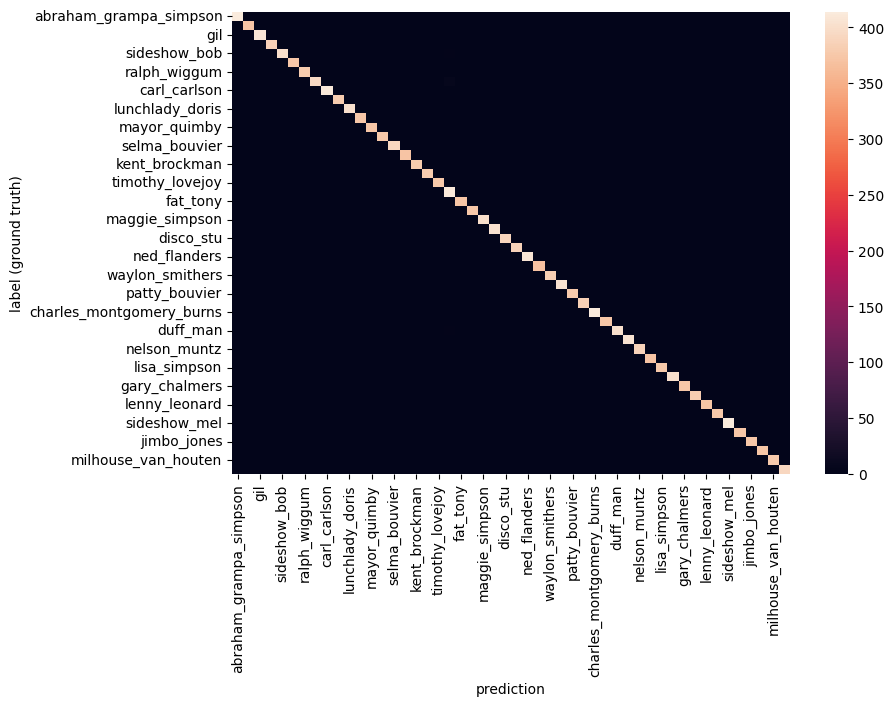 label (ground truth)
abraham_grampa_simpson
gil
sideshow_bob
ralph_wiggum
carl_carlson
lunchlady_doris
mayor_quimby
selma_bouvier
kent_brockman
timothy_lovejoy
fat_tony
maggie_simpson
disco_stu
ned_flanders
waylon_smithers
patty_bouvier
charles_montgomery_burns
duff_man
nelson_muntz
lisa_simpson
gary_chalmers
lenny_leonard
sideshow_mel
jimbo_jones
milhouse_van_houten
abraham_grampa_simpson
gil
sideshow_bob
ralph_wiggum
carl_carlson
lunchlady_doris
mayor_quimby
selma_bouvier
kent_brockman
timothy_lovejoy
fat_tony
maggie_simpson
disco_stu
ned_flanders
waylon_smithers
patty_bouvier
charles_montgomery_burns
duff_man
nelson_muntz
lisa_simpson
gary_chalmers
lenny_leonard
sideshow_mel
jimbo_jones
milhouse_van_houten
prediction
400
350
300
250
200
150
100
50
0